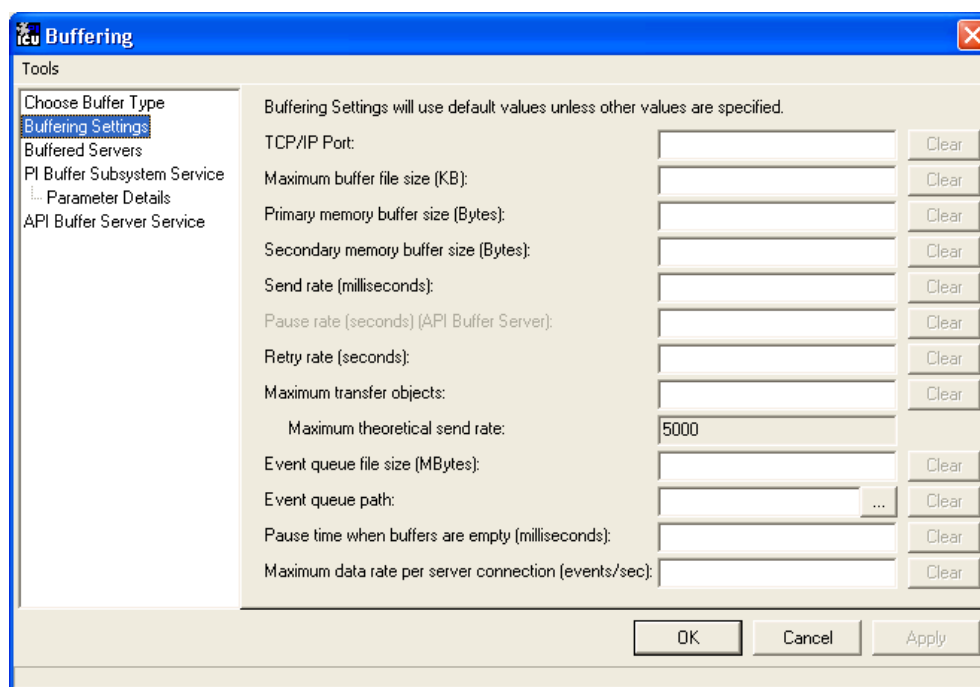 ICU Buffering
Tools
Choose Buffer Type
Buffering Settings
Buffered Servers
PI Buffer Subsystem Service
Parameter Details
API Buffer Server Service
Buffering Settings will use default values unless other values are specified.
TCP/IP Port: Clear
Maximum buffer file size (KB): Clear
Primary memory buffer size (Bytes): Clear
Secondary memory buffer size (Bytes): Clear
Send rate (milliseconds): Clear
Pause rate (seconds) (API Buffer Server): Clear
Retry rate (seconds): Clear
Maximum transfer objects: Clear
Maximum theoretical send rate: 5000
Event queue file size (MBytes): Clear
Event queue path: ... Clear
Pause time when buffers are empty (milliseconds): Clear
Maximum data rate per server connection (events/sec): Clear
OK Cancel Apply